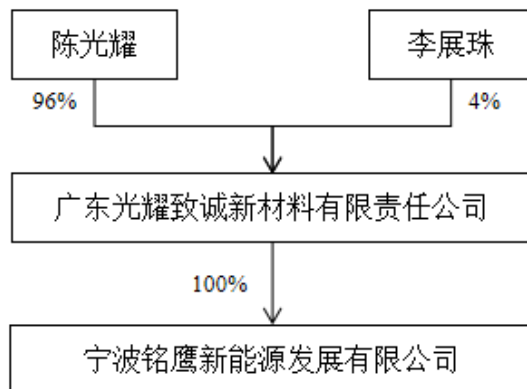 陈光耀
李展珠
96%
4%
广东光耀致诚新材料有限责任公司
100%
宁波铭鹰新能源发展有限公司